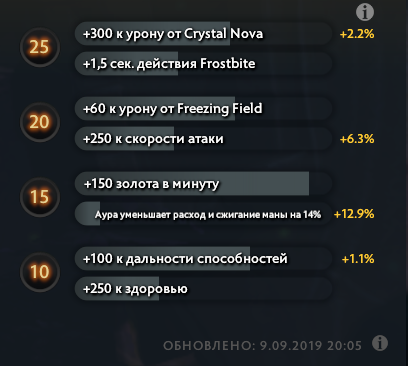 25
+300 к урону от Crystal Nova +2.2%
+1,5 сек. действия Frostbite
20
+60 к урону от Freezing Field
+250 к скорости атаки +6.3%
15
+150 золота в минуту
Аура уменьшает расход и сжигание маны на 14% +12.9%
10
+100 к дальности способностей +1.1%
+250 к здоровью
ОБНОВЛЕНО: 9.09.2019 20:05